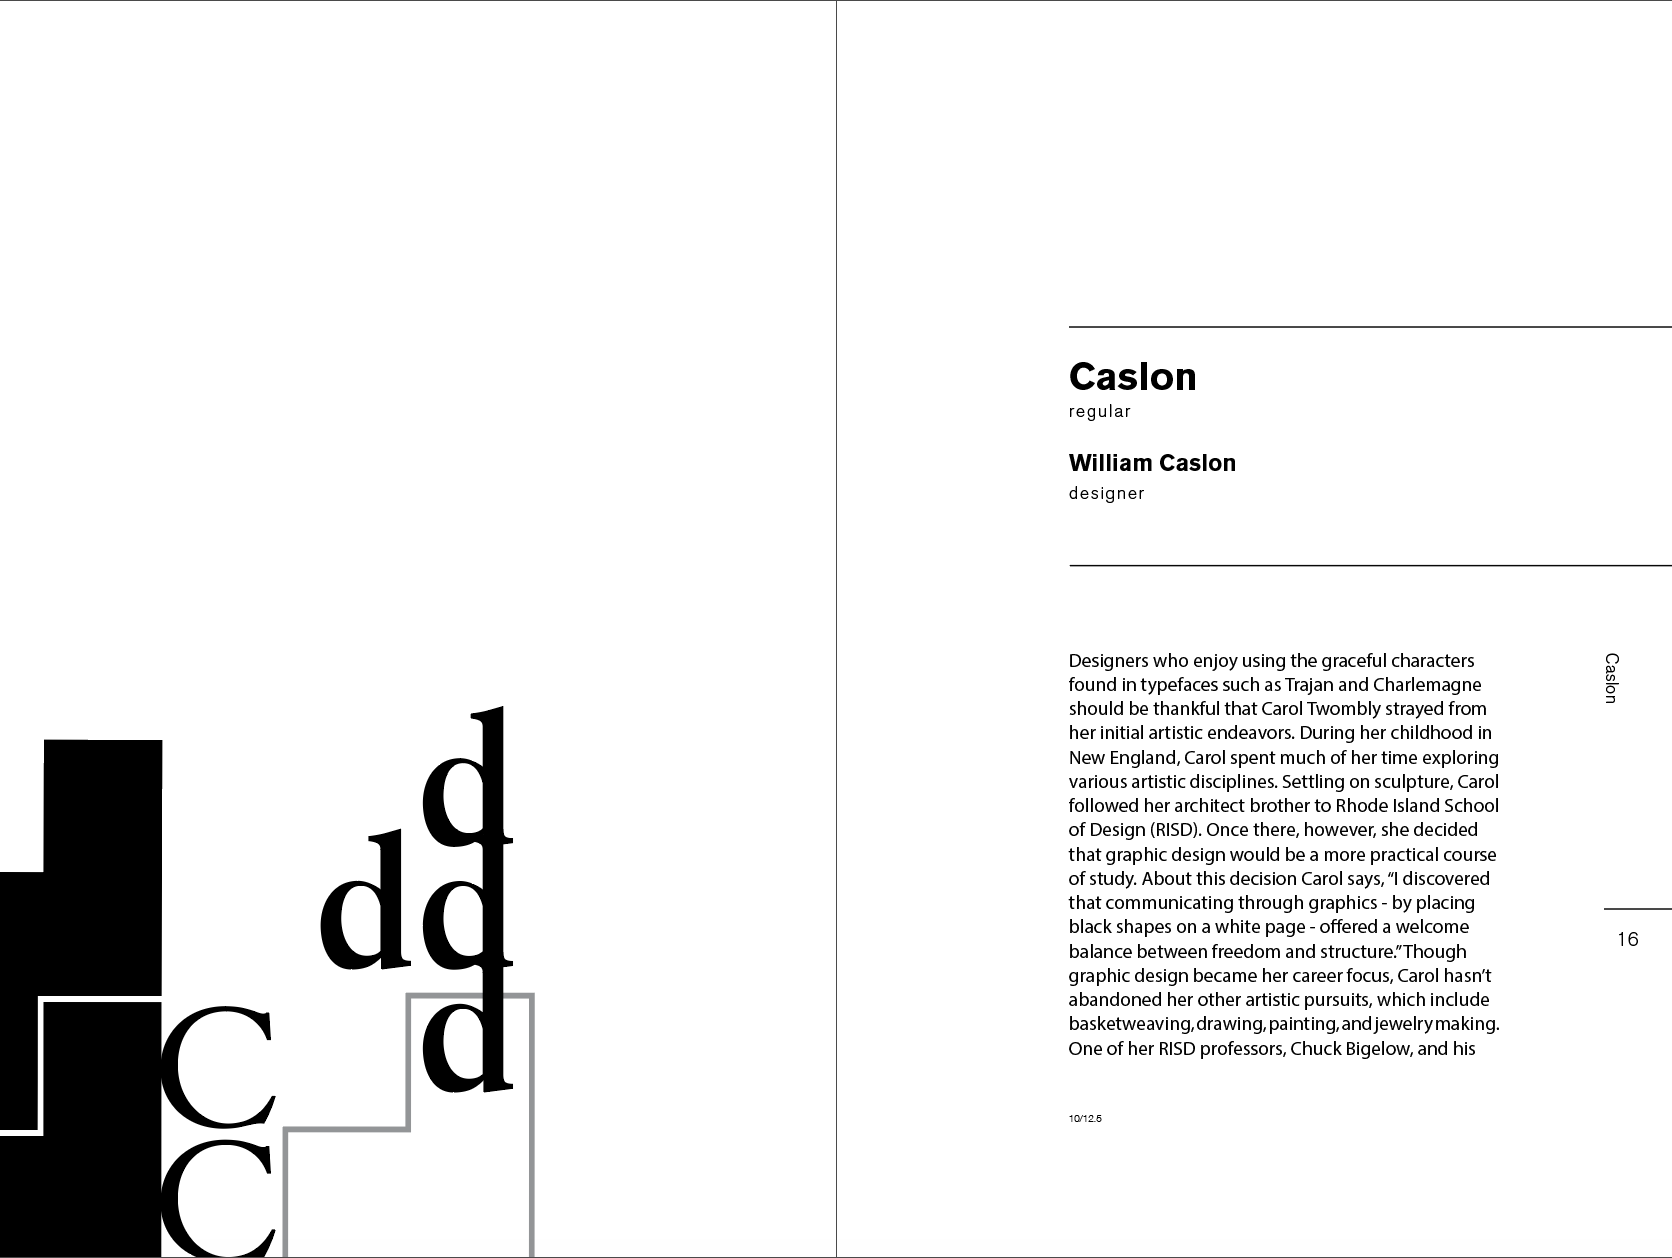 d
d d
d
C
C
Caslon
regular
William Caslon
designer
Designers who enjoy using the graceful characters
found in typefaces such as Trajan and Charlemagne
should be thankful that Carol Twombly strayed from
her initial artistic endeavors. During her childhood in
New England, Carol spent much of her time exploring
various artistic disciplines. Settling on sculpture, Carol
followed her architect brother to Rhode Island School
of Design (RISD). Once there, however, she decided
that graphic design would be a more practical course
of study. About this decision Carol says, “I discovered
that communicating through graphics - by placing
black shapes on a white page - offered a welcome
balance between freedom and structure.” Though
graphic design became her career focus, Carol hasn’t
abandoned her other artistic pursuits, which include
basketweaving, drawing, painting, and jewelry making.
One of her RISD professors, Chuck Bigelow, and his
10/12.5
Caslon
16